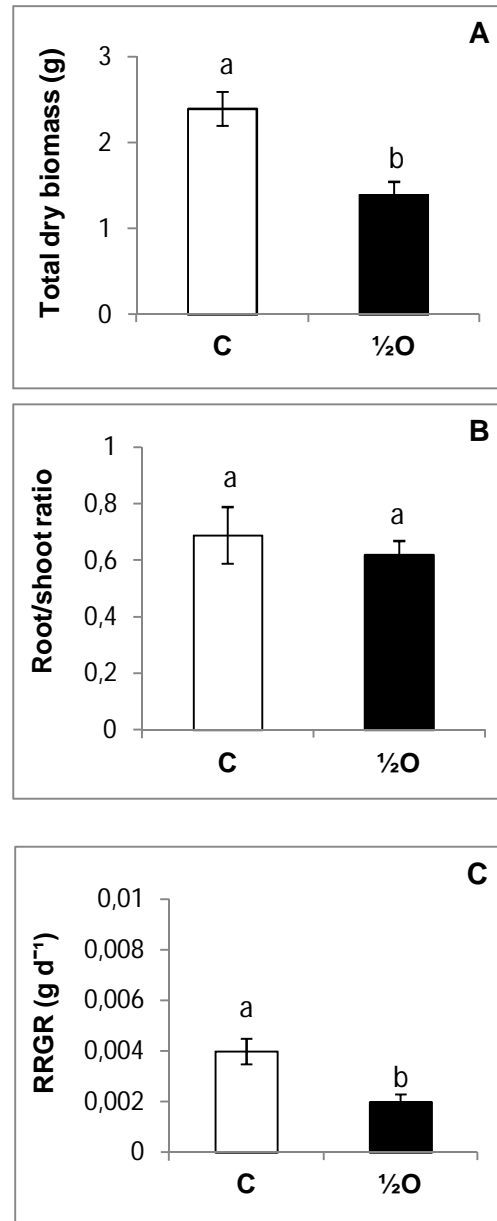 A
Total dry biomass (g)
3
2
1
0
a
b
C
½O
B
Root/shoot ratio
1
0,8
0,6
0,4
0,2
0
a
a
C
½O
C
RRGR (g d⁻¹)
0,01
0,008
0,006
0,004
0,002
0
a
b
C
½O